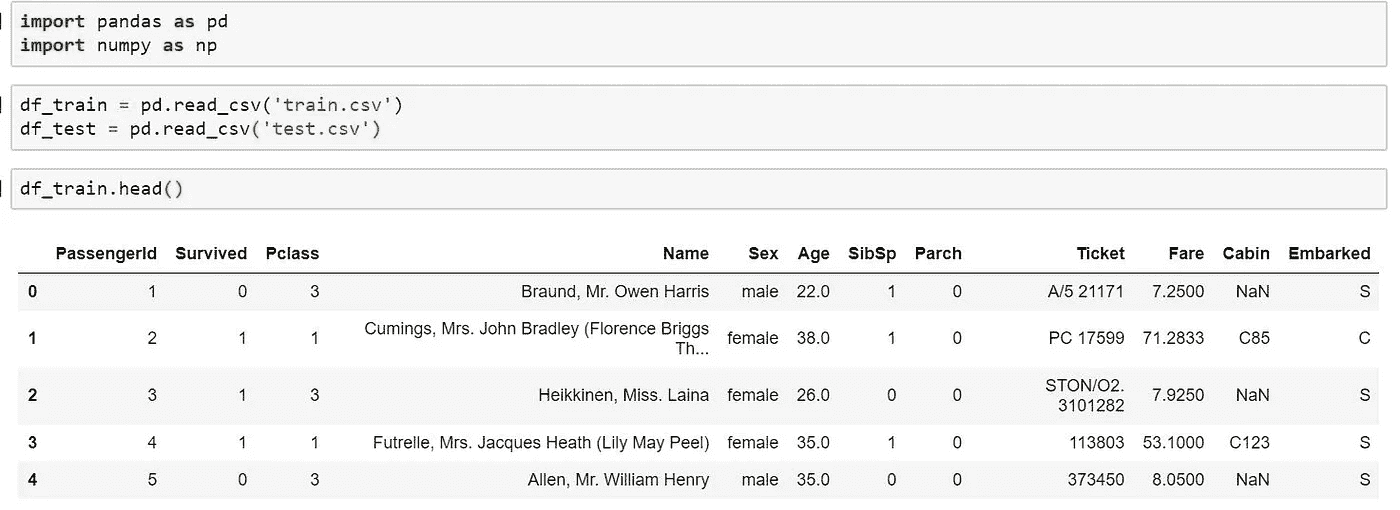 import pandas as pd
import numpy as np
df_train = pd.read_csv('train.csv')
df_test = pd.read_csv('test.csv')
df_train.head()
PassengerId Survived Pclass Name Sex Age SibSp Parch Ticket Fare Cabin Embarked
0 1 0 3 Braund, Mr. Owen Harris male 22.0 1 0 A/5 21171 7.2500 NaN S
1 2 1 1 Cumings, Mrs. John Bradley (Florence Briggs Th... female 38.0 1 0 PC 17599 71.2833 C85 C
2 3 1 3 Heikkinen, Miss. Laina female 26.0 0 0 STON/O2. 3101282 7.9250 NaN S
3 4 1 1 Futrelle, Mrs. Jacques Heath (Lily May Peel) female 35.0 1 0 113803 53.1000 C123 S
4 5 0 3 Allen, Mr. William Henry male 35.0 0 0 373450 8.0500 NaN S